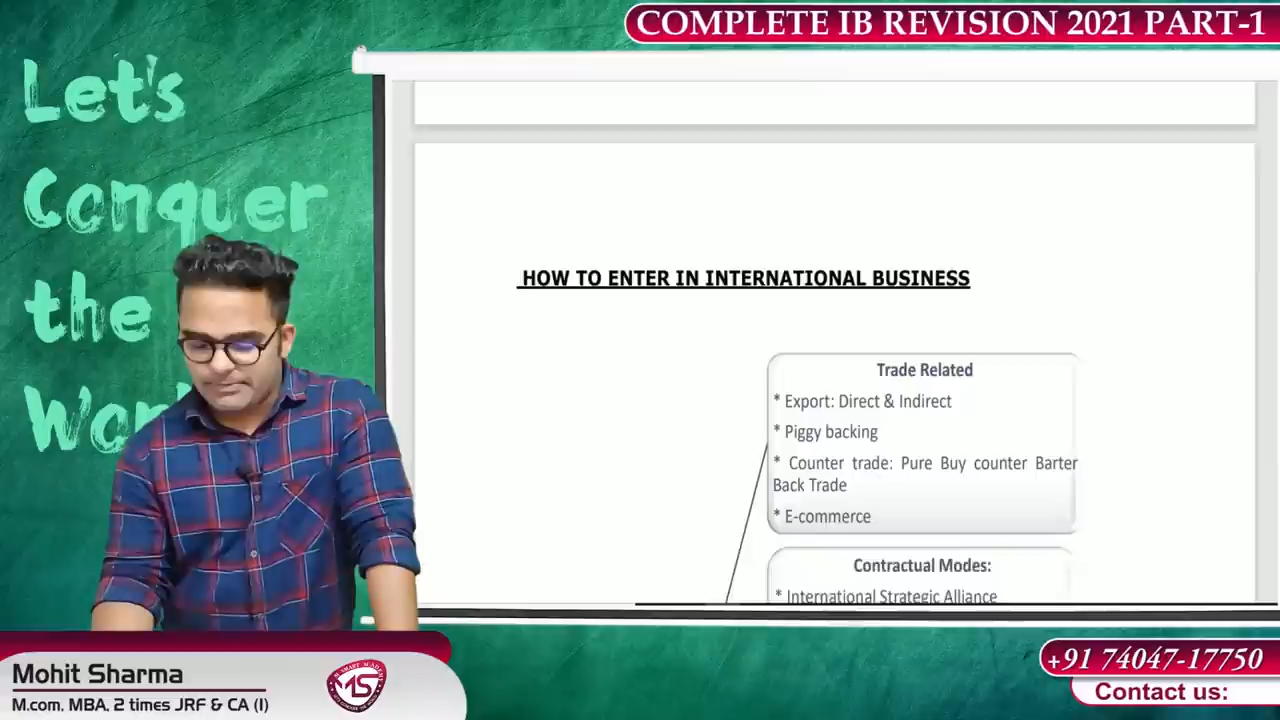 COMPLETE IB REVISION 2021 PART-1
Let's
Conquer
the
HOW TO ENTER IN INTERNATIONAL BUSINESS
Trade Related
* Export: Direct & Indirect
* Piggy backing
* Counter trade: Pure Buy counter Barter
Back Trade
* E-commerce
Contractual Modes:
* International Strategic Alliance
Mohit Sharma
M.com, MBA, 2 times JRF & CA (I)
MS
+91 74047-17750
Contact us: